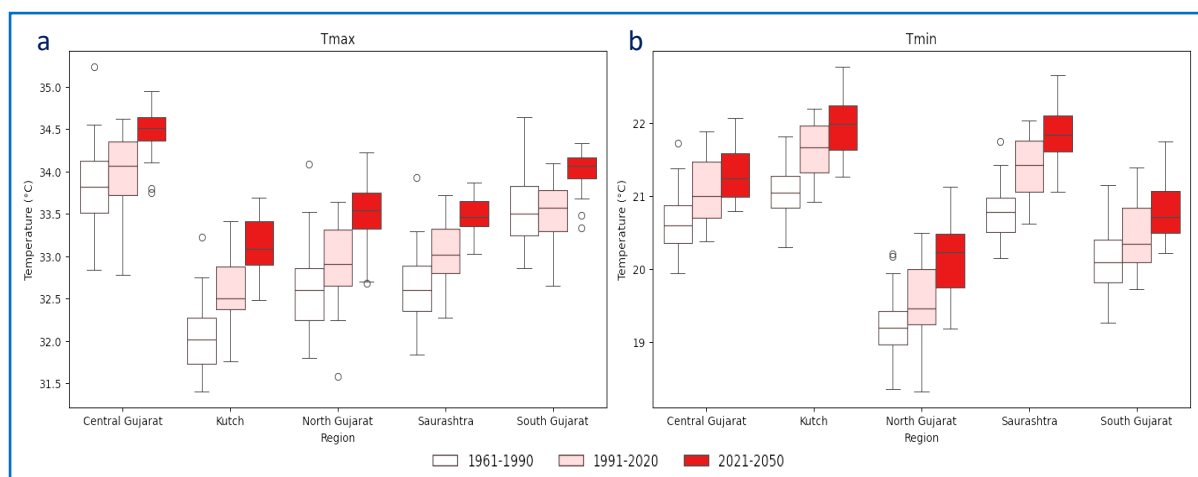 a
Tmax
b
Tmin
Temperature (°C)
35.0
34.5
34.0
33.5
33.0
32.5
32.0
31.5
Central Gujarat Kutch North Gujarat Saurashtra South Gujarat
Region
Temperature (°C)
22
21
20
19
Central Gujarat Kutch North Gujarat Saurashtra South Gujarat
Region
1961-1990 1991-2020 2021-2050